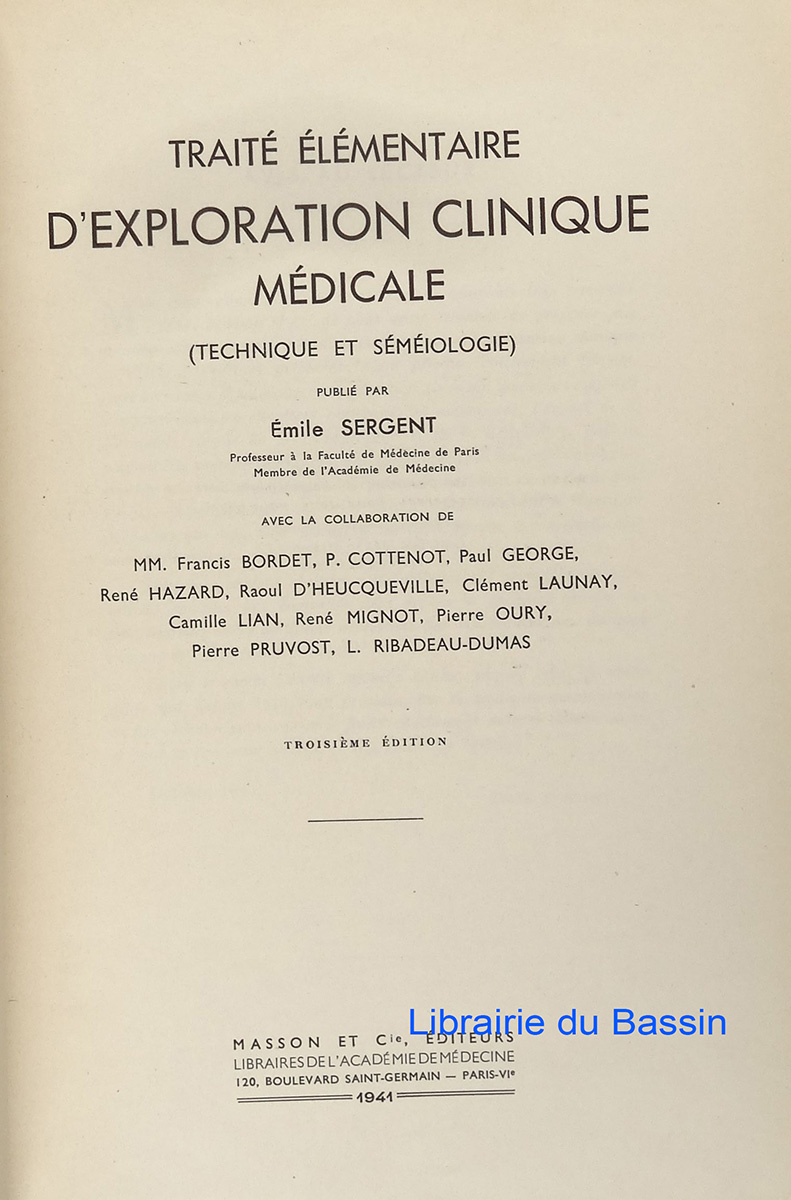 TRAITÉ ÉLÉMENTAIRE
D'EXPLORATION CLINIQUE
MÉDICALE
(TECHNIQUE ET SÉMÉIOLOGIE)
PUBLIÉ PAR
Émile SERGENT
Professeur à la Faculté de Médecine de Paris
Membre de l'Académie de Médecine
AVEC LA COLLABORATION DE
MM. Francis BORDET, P. COTTENOT, Paul GEORGE,
René HAZARD, Raoul D'HEUCQUEVILLE, Clément LAUNAY,
Camille LIAN, René MIGNOT, Pierre OURY,
Pierre PRUVOST, L. RIBADEAU-DUMAS
TROISIÈME ÉDITION
Librairie du Bassin
MASSON ET Cie, ÉDITEURS
LIBRAIRES DE L'ACADÉMIE DE MÉDECINE
120, BOULEVARD SAINT-GERMAIN — PARIS-VIe
1941